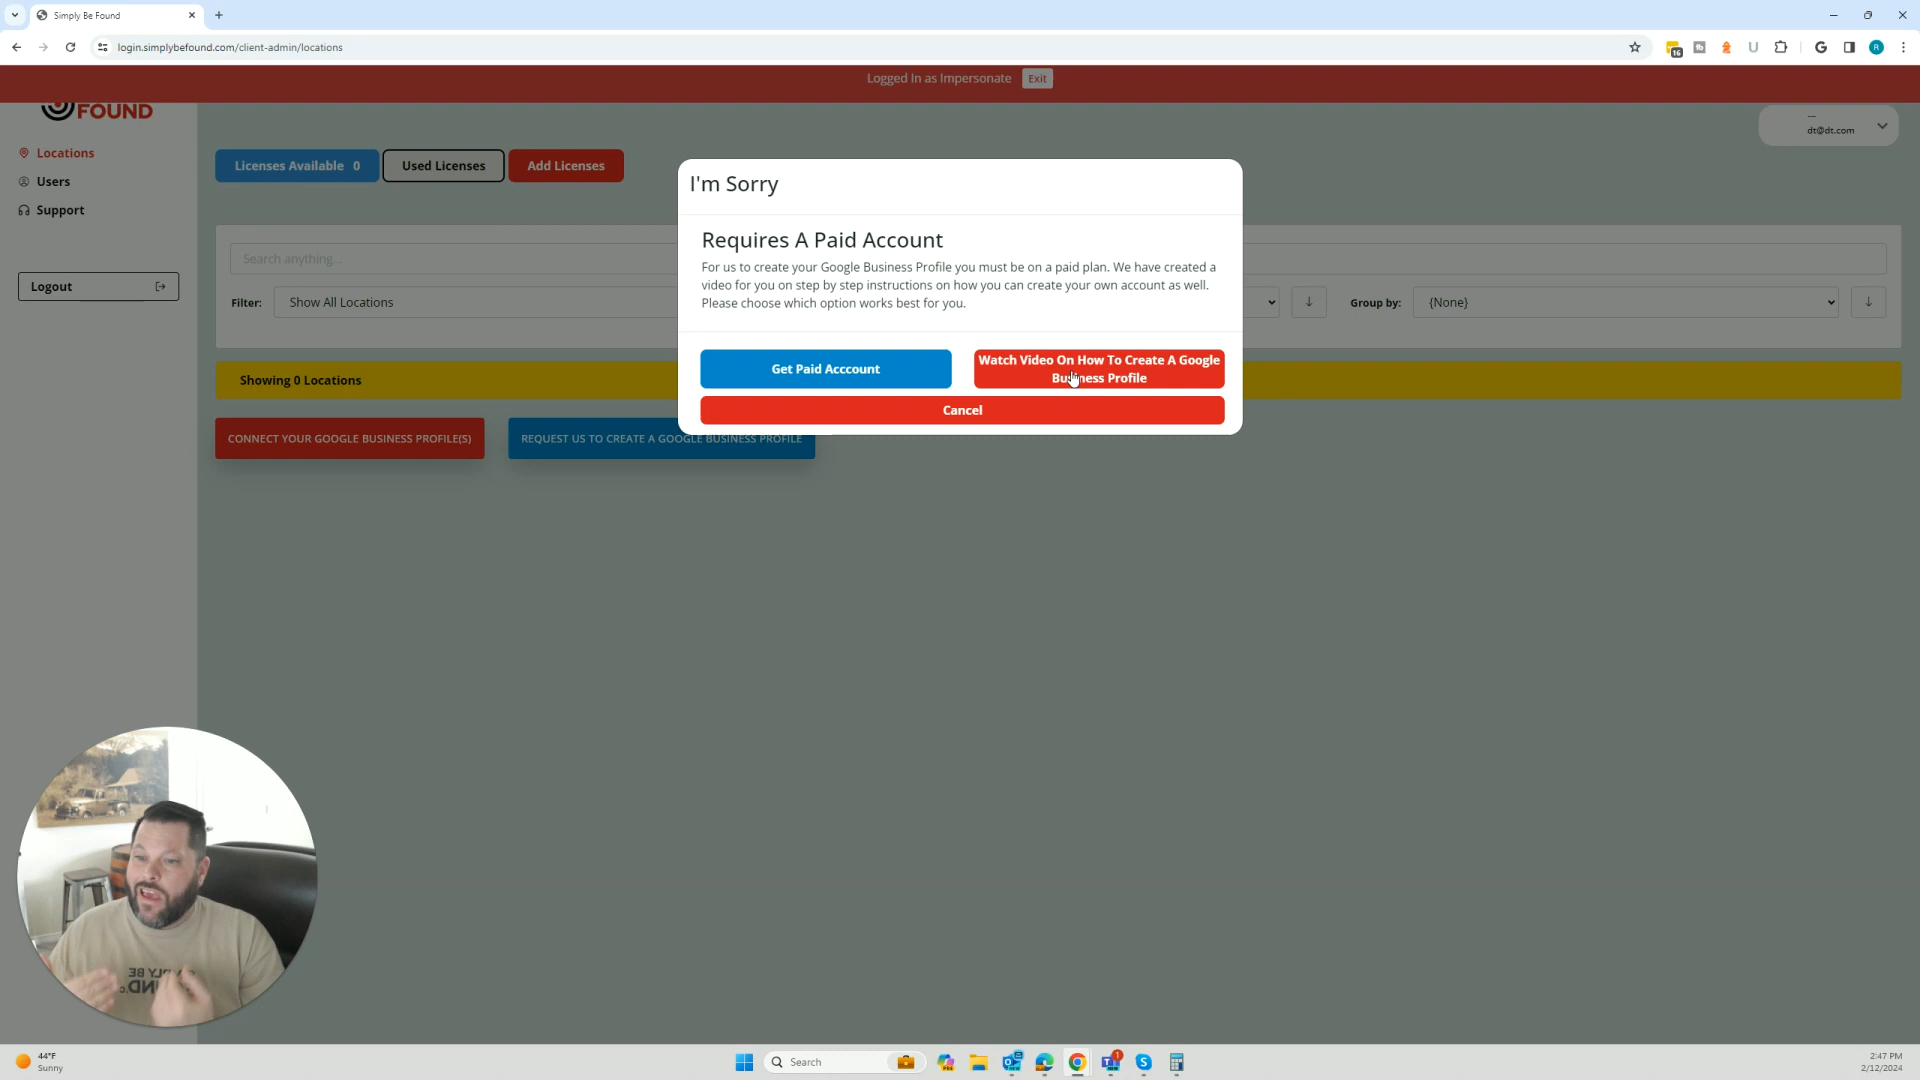 Simply Be Found
login.simplybefound.com/client-admin/locations
16
R
Logged In as Impersonate Exit
FOUND
dt@dt.com
Locations
Users
Support
Logout
Licenses Available 0
Used Licenses
Add Licenses
Search anything...
Filter: Show All Locations
Group by: {None}
Showing 0 Locations
CONNECT YOUR GOOGLE BUSINESS PROFILE(S)
REQUEST US TO CREATE A GOOGLE BUSINESS PROFILE
I'm Sorry
Requires A Paid Account
For us to create your Google Business Profile you must be on a paid plan. We have created a
video for you on step by step instructions on how you can create your own account as well.
Please choose which option works best for you.
Get Paid Acccount
Watch Video On How To Create A Google
Business Profile
Cancel
44°F
Sunny
Search
1
2:47 PM
2/12/2024